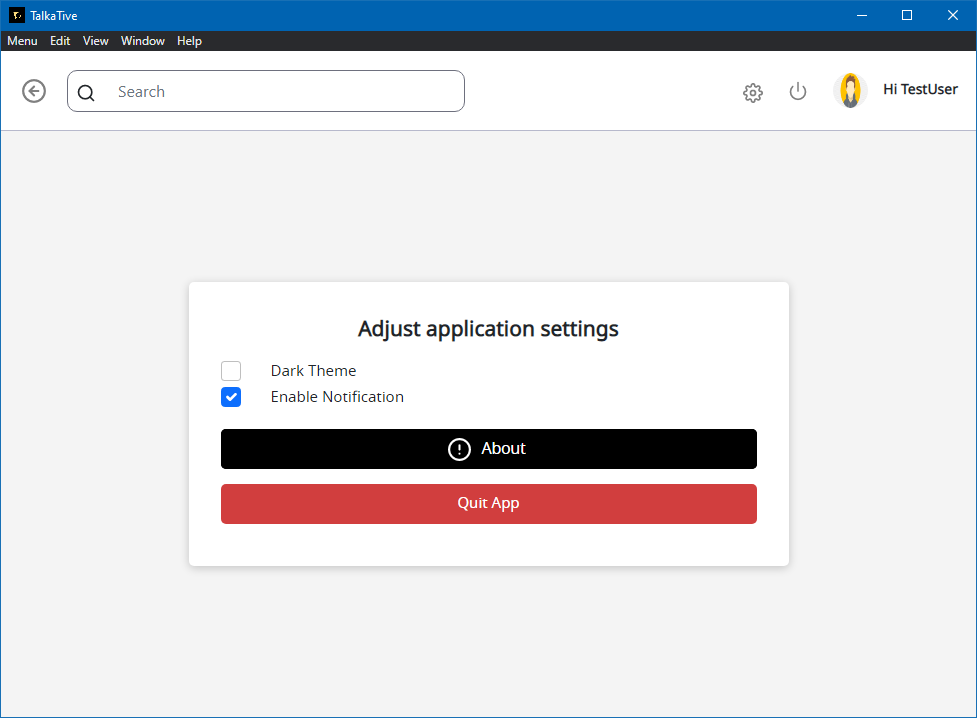 TalkaTive
Menu Edit View Window Help
Search
Hi TestUser
Adjust application settings
Dark Theme
Enable Notification
About
Quit App